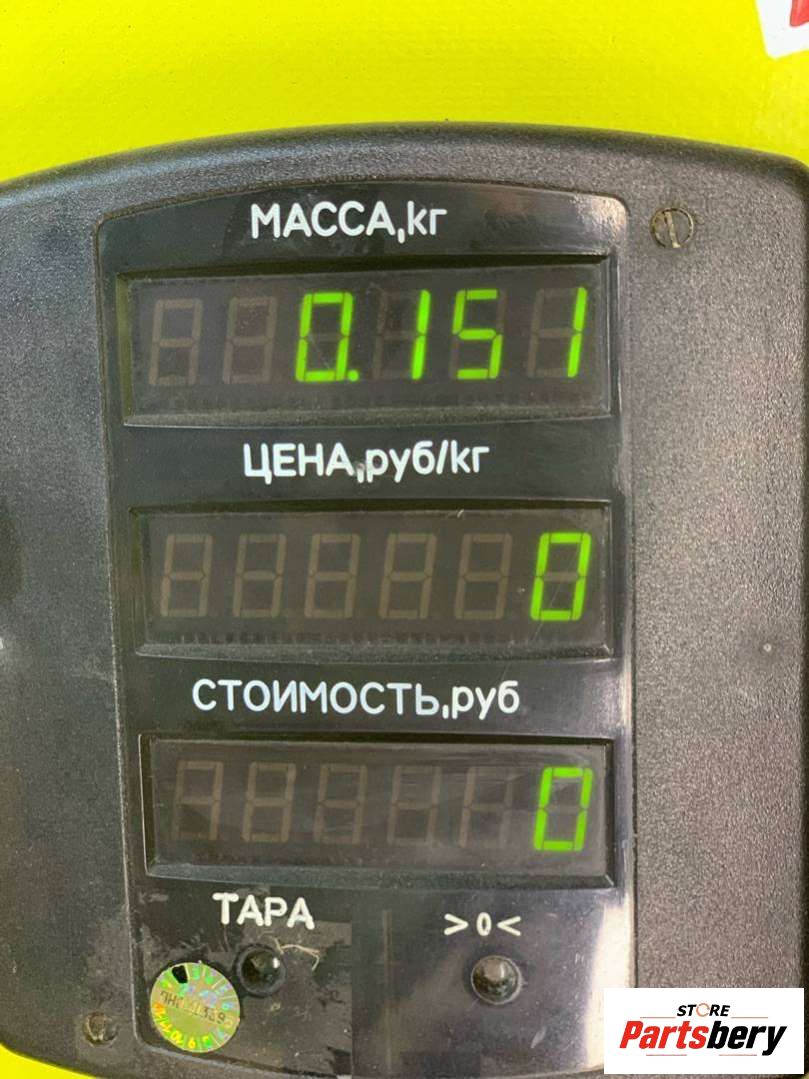 МАССА,кг
0.151
ЦЕНА,руб/кг
0
СТОИМОСТЬ,руб
0
ТАРА >0<
STORE
Partsbery